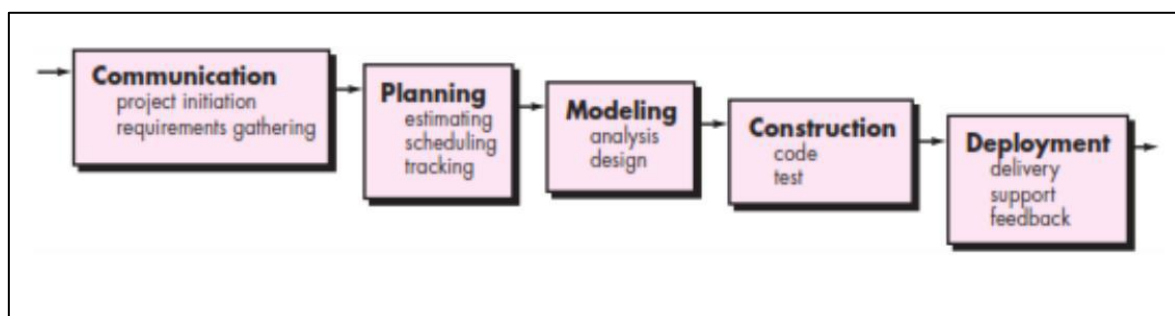 Communication
project initiation
requirements gathering
Planning
estimating
scheduling
tracking
Modeling
analysis
design
Construction
code
test
Deployment
delivery
support
feedback